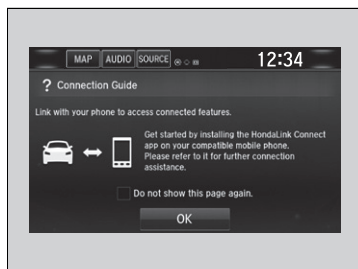 MAP AUDIO SOURCE 12:34
? Connection Guide
Link with your phone to access connected features.
Get started by installing the HondaLink Connect
app on your compatible mobile phone.
Please refer to it for further connection
assistance.
Do not show this page again.
OK